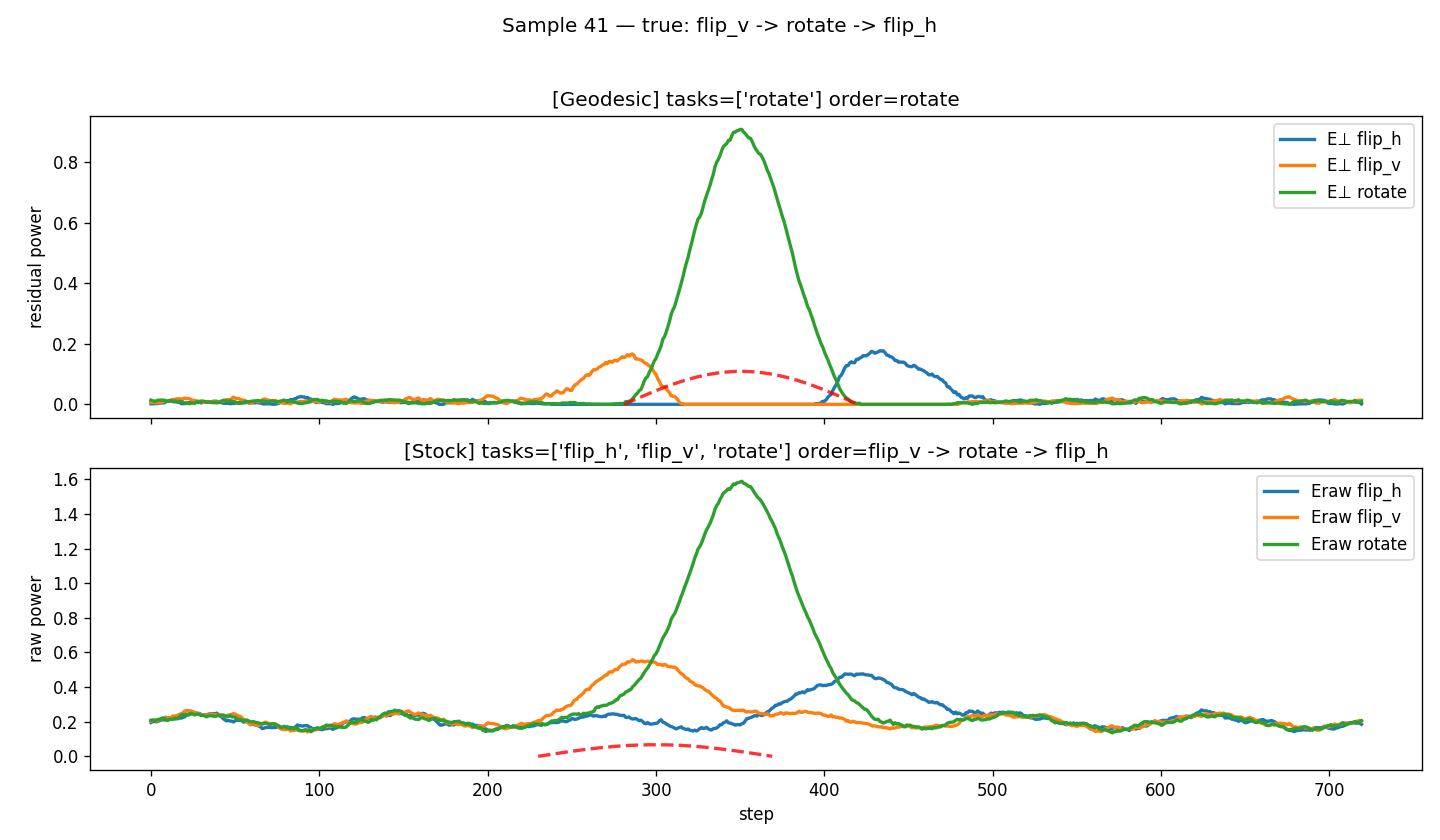 Sample 41 — true: flip_v -> rotate -> flip_h
[Geodesic] tasks=['rotate'] order=rotate
residual power
0.8
0.6
0.4
0.2
0.0
E⊥ flip_h
E⊥ flip_v
E⊥ rotate
[Stock] tasks=['flip_h', 'flip_v', 'rotate'] order=flip_v -> rotate -> flip_h
raw power
1.6
1.4
1.2
1.0
0.8
0.6
0.4
0.2
0.0
Eraw flip_h
Eraw flip_v
Eraw rotate
0 100 200 300 400 500 600 700
step